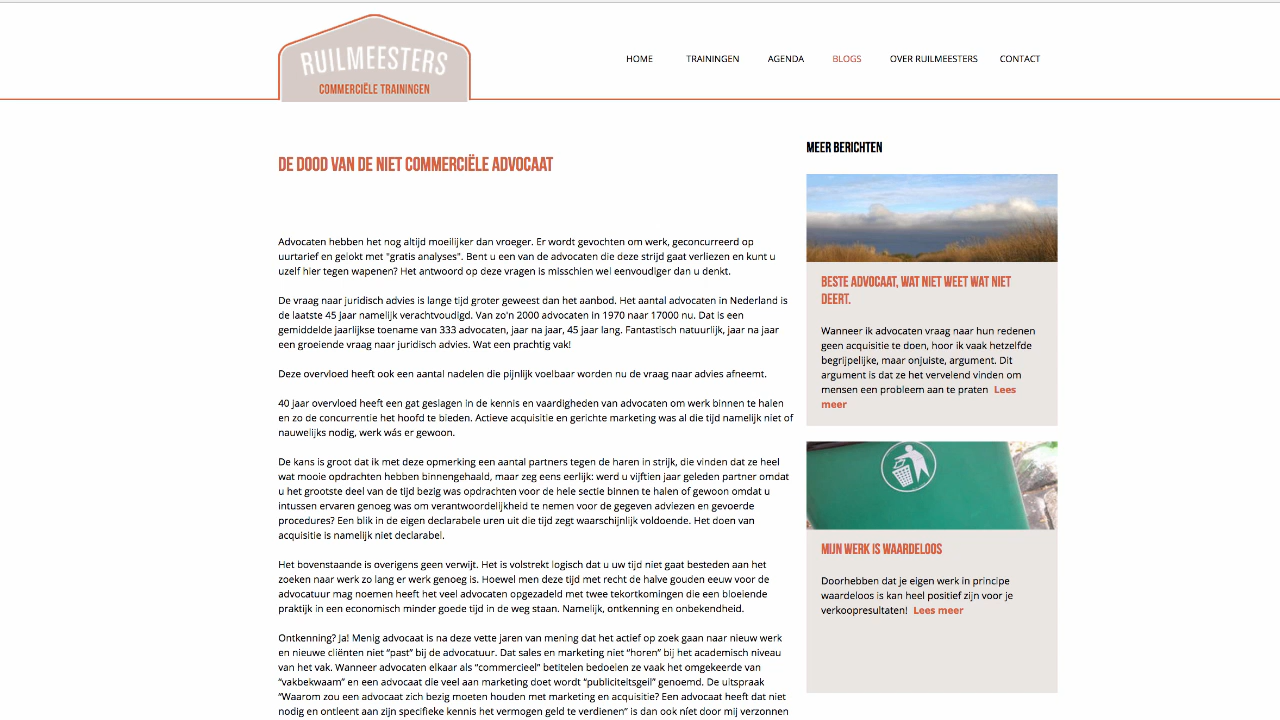 RUILMEESTERS
COMMERCIËLE TRAININGEN
HOME TRAININGEN AGENDA BLOGS OVER RUILMEESTERS CONTACT
DE DOOD VAN DE NIET COMMERCIËLE ADVOCAAT
Advocaten hebben het nog altijd moeilijker dan vroeger. Er wordt gevochten om werk, geconcurreerd op
uurtarief en gelokt met "gratis analyses". Bent u een van de advocaten die deze strijd gaat verliezen en kunt u
uzelf hier tegen wapenen? Het antwoord op deze vragen is misschien wel eenvoudiger dan u denkt.
De vraag naar juridisch advies is lange tijd groter geweest dan het aanbod. Het aantal advocaten in Nederland is
de laatste 45 jaar namelijk verachtvoudigd. Van zo'n 2000 advocaten in 1970 naar 17000 nu. Dat is een
gemiddelde jaarlijkse toename van 333 advocaten, jaar na jaar, 45 jaar lang. Fantastisch natuurlijk, jaar na jaar
een groeiende vraag naar juridisch advies. Wat een prachtig vak!
Deze overvloed heeft ook een aantal nadelen die pijnlijk voelbaar worden nu de vraag naar advies afneemt.
40 jaar overvloed heeft een gat geslagen in de kennis en vaardigheden van advocaten om werk binnen te halen
en zo de concurrentie het hoofd te bieden. Actieve acquisitie en gerichte marketing was al die tijd namelijk niet of
nauwelijks nodig, werk wás er gewoon.
De kans is groot dat ik met deze opmerking een aantal partners tegen de haren in strijk, die vinden dat ze heel
wat mooie opdrachten hebben binnengehaald, maar zeg eens eerlijk: werd u vijftien jaar geleden partner omdat
u het grootste deel van de tijd bezig was opdrachten voor de hele sectie binnen te halen of gewoon omdat u
intussen ervaren genoeg was om verantwoordelijkheid te nemen voor de gegeven adviezen en gevoerde
procedures? Een blik in de eigen declarabele uren uit die tijd zegt waarschijnlijk voldoende. Het doen van
acquisitie is namelijk niet declarabel.
Het bovenstaande is overigens geen verwijt. Het is volstrekt logisch dat u uw tijd niet gaat besteden aan het
zoeken naar werk zo lang er werk genoeg is. Hoewel men deze tijd met recht de halve gouden eeuw voor de
advocatuur mag noemen heeft het veel advocaten opgezadeld met twee tekortkomingen die een bloeiende
praktijk in een economisch minder goede tijd in de weg staan. Namelijk, ontkenning en onbekendheid.
Ontkenning? Ja! Menig advocaat is na deze vette jaren van mening dat het actief op zoek gaan naar nieuw werk
en nieuwe cliënten niet “past” bij de advocatuur. Dat sales en marketing niet “horen” bij het academisch niveau
van het vak. Wanneer advocaten elkaar als “commercieel” betitelen bedoelen ze vaak het omgekeerde van
“vakbekwaam” en een advocaat die veel aan marketing doet wordt “publiciteitsgeil” genoemd. De uitspraak
“Waarom zou een advocaat zich bezig moeten houden met marketing en acquisitie? Een advocaat heeft dat niet
nodig en ontleent aan zijn specifieke kennis het vermogen geld te verdienen” is dan ook níet door mij verzonnen
MEER BERICHTEN
BESTE ADVOCAAT, WAT NIET WEET WAT NIET
DEERT.
Wanneer ik advocaten vraag naar hun redenen
geen acquisitie te doen, hoor ik vaak hetzelfde
begrijpelijke, maar onjuiste, argument. Dit
argument is dat ze het vervelend vinden om
mensen een probleem aan te praten Lees
meer
MIJN WERK IS WAARDELOOS
Doorhebben dat je eigen werk in principe
waardeloos is kan heel positief zijn voor je
verkoopresultaten! Lees meer